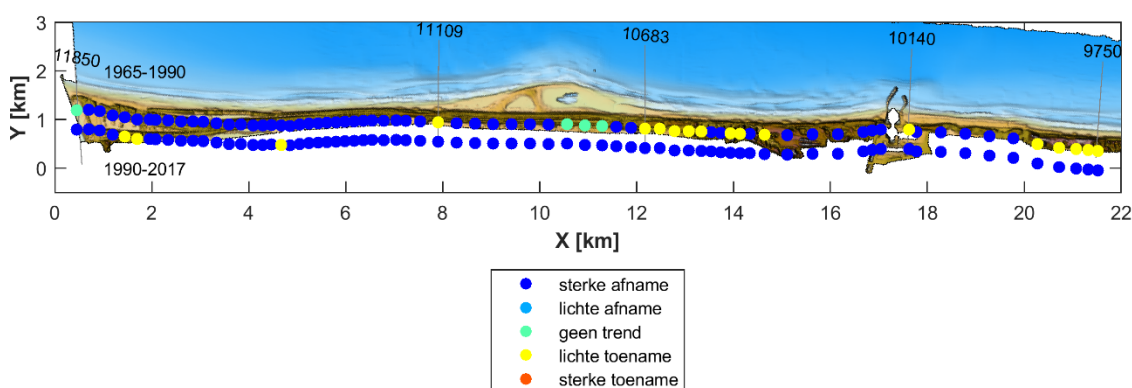 3
2
1
0
Y [km]
11850
1965-1990
1990-2017
11109
10683
10140
9750
0 2 4 6 8 10 12 14 16 18 20 22
X [km]
sterke afname
lichte afname
geen trend
lichte toename
sterke toename